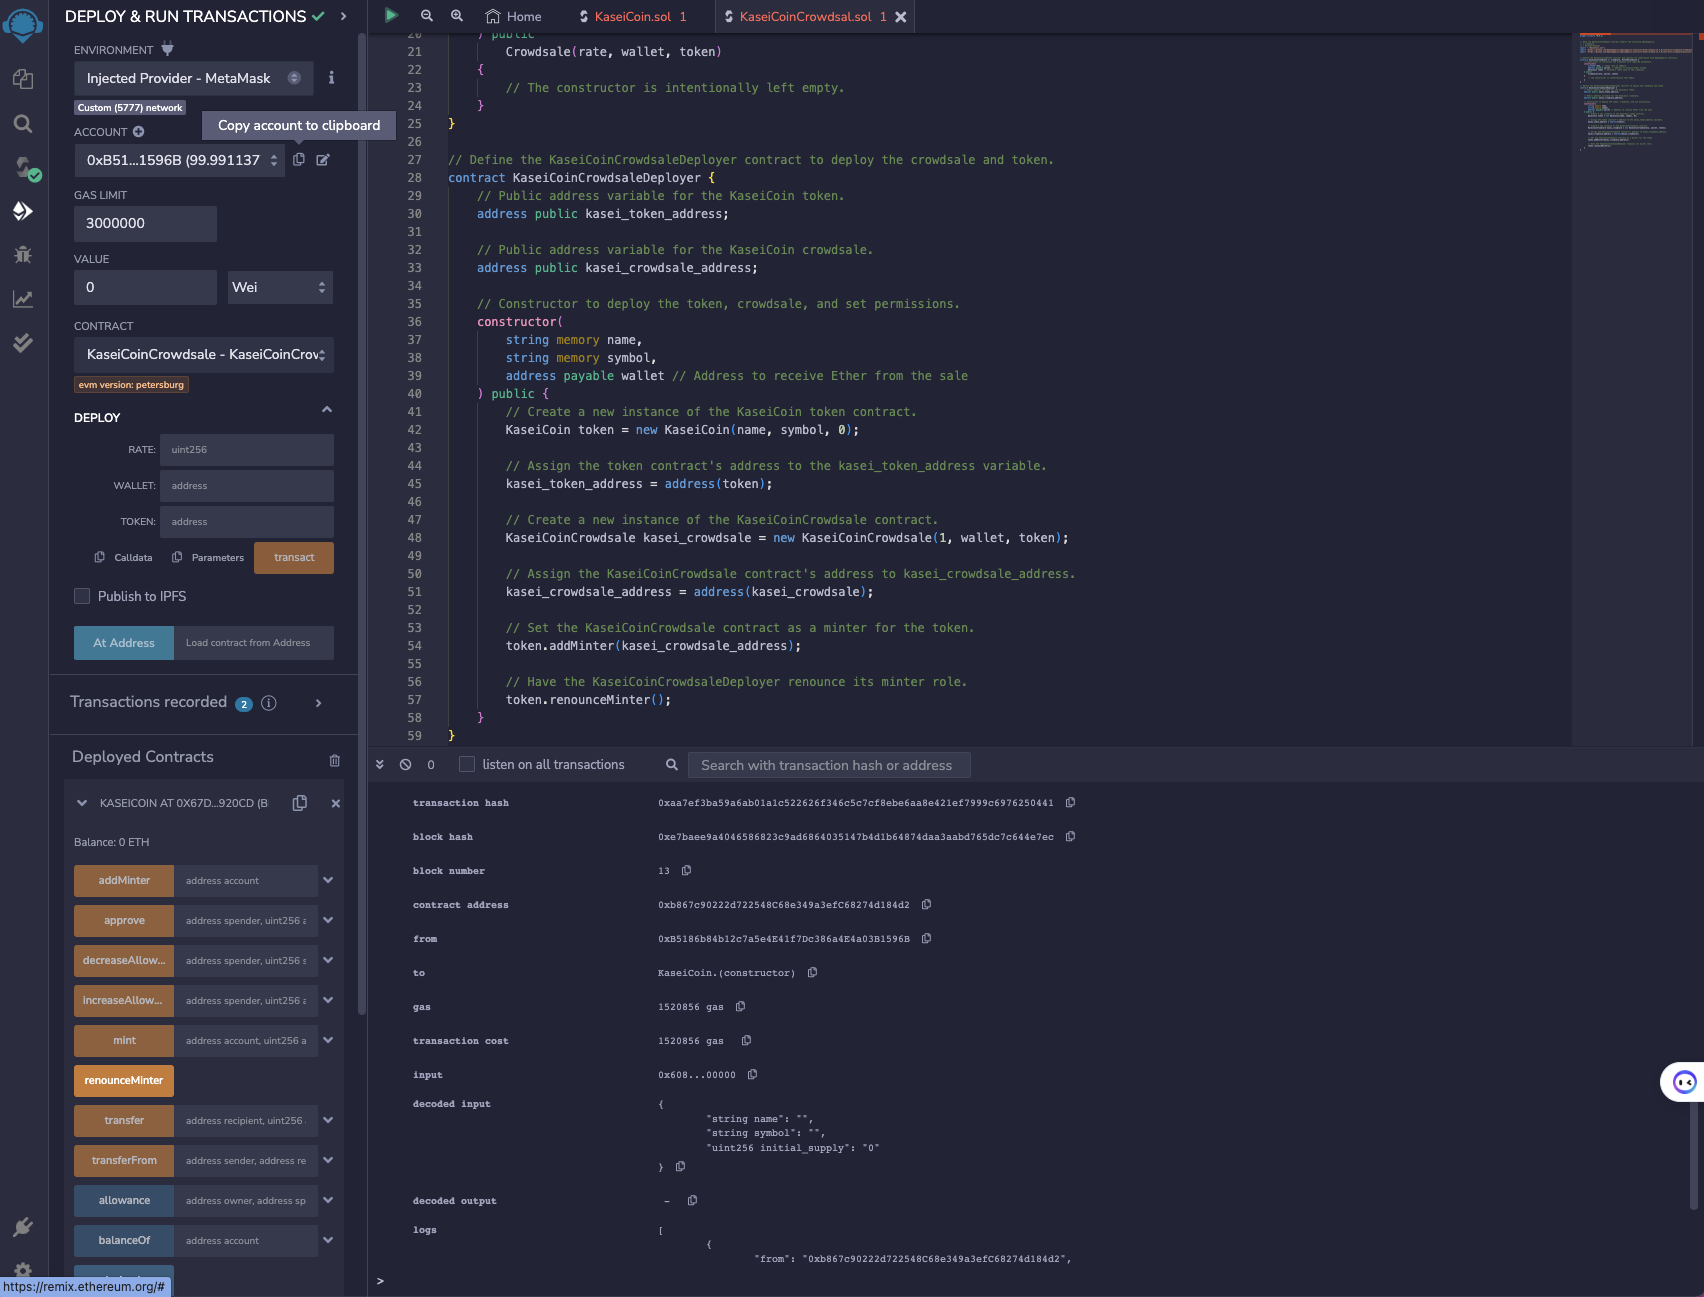 DEPLOY & RUN TRANSACTIONS
ENVIRONMENT
Injected Provider - MetaMask
Custom (5777) network
Copy account to clipboard
ACCOUNT
0xB51...1596B (99.991137
GAS LIMIT
3000000
VALUE
0
Wei
CONTRACT
KaseiCoinCrowdsale - KaseiCoinCrow
evm version: petersburg
DEPLOY
RATE: uint256
WALLET: address
TOKEN: address
Calldata Parameters transact
Publish to IPFS
At Address Load contract from Address
Transactions recorded 2 i
Deployed Contracts
KASEICOIN AT 0X67D...920CD (B
Balance: 0 ETH
addMinter address account
approve address spender, uint256 a
decreaseAllow... address spender, uint256 s
increaseAllow... address spender, uint256 a
mint address account, uint256 a
renounceMinter
transfer address recipient, uint256
transferFrom address sender, address re
allowance address owner, address sp
balanceOf address account
https://remix.ethereum.org/#
Home KaseiCoin.sol 1 KaseiCoinCrowdsal.sol 1
20 ) public
21 Crowdsale(rate, wallet, token)
22 {
23 // The constructor is intentionally left empty.
24 }
25 }
26
27 // Define the KaseiCoinCrowdsaleDeployer contract to deploy the crowdsale and token.
28 contract KaseiCoinCrowdsaleDeployer {
29 // Public address variable for the KaseiCoin token.
30 address public kasei_token_address;
31
32 // Public address variable for the KaseiCoin crowdsale.
33 address public kasei_crowdsale_address;
34
35 // Constructor to deploy the token, crowdsale, and set permissions.
36 constructor(
37 string memory name,
38 string memory symbol,
39 address payable wallet // Address to receive Ether from the sale
40 ) public {
41 // Create a new instance of the KaseiCoin token contract.
42 KaseiCoin token = new KaseiCoin(name, symbol, 0);
43
44 // Assign the token contract's address to the kasei_token_address variable.
45 kasei_token_address = address(token);
46
47 // Create a new instance of the KaseiCoinCrowdsale contract.
48 KaseiCoinCrowdsale kasei_crowdsale = new KaseiCoinCrowdsale(1, wallet, token);
49
50 // Assign the KaseiCoinCrowdsale contract's address to kasei_crowdsale_address.
51 kasei_crowdsale_address = address(kasei_crowdsale);
52
53 // Set the KaseiCoinCrowdsale contract as a minter for the token.
54 token.addMinter(kasei_crowdsale_address);
55
56 // Have the KaseiCoinCrowdsaleDeployer renounce its minter role.
57 token.renounceMinter();
58 }
59 }
0 listen on all transactions Search with transaction hash or address
transaction hash 0xaa7ef3ba59a6ab01a1c522626f346c5c7cf8ebe6aa8e421ef7999c6976250441
block hash 0xe7baee9a4046586823c9ad6864035147b4d1b64874daa3aabd765dc7c644e7ec
block number 13
contract address 0xb867c90222d722548C68e349a3efC68274d184d2
from 0xB5186b84b12c7a5e4E41f7Dc386a4E4a03B1596B
to KaseiCoin.(constructor)
gas 1520856 gas
transaction cost 1520856 gas
input 0x608...00000
decoded input {
"string name": "",
"string symbol": "",
"uint256 initial_supply": "0"
}
decoded output -
logs [
{
"from": "0xb867c90222d722548C68e349a3efC68274d184d2",
>